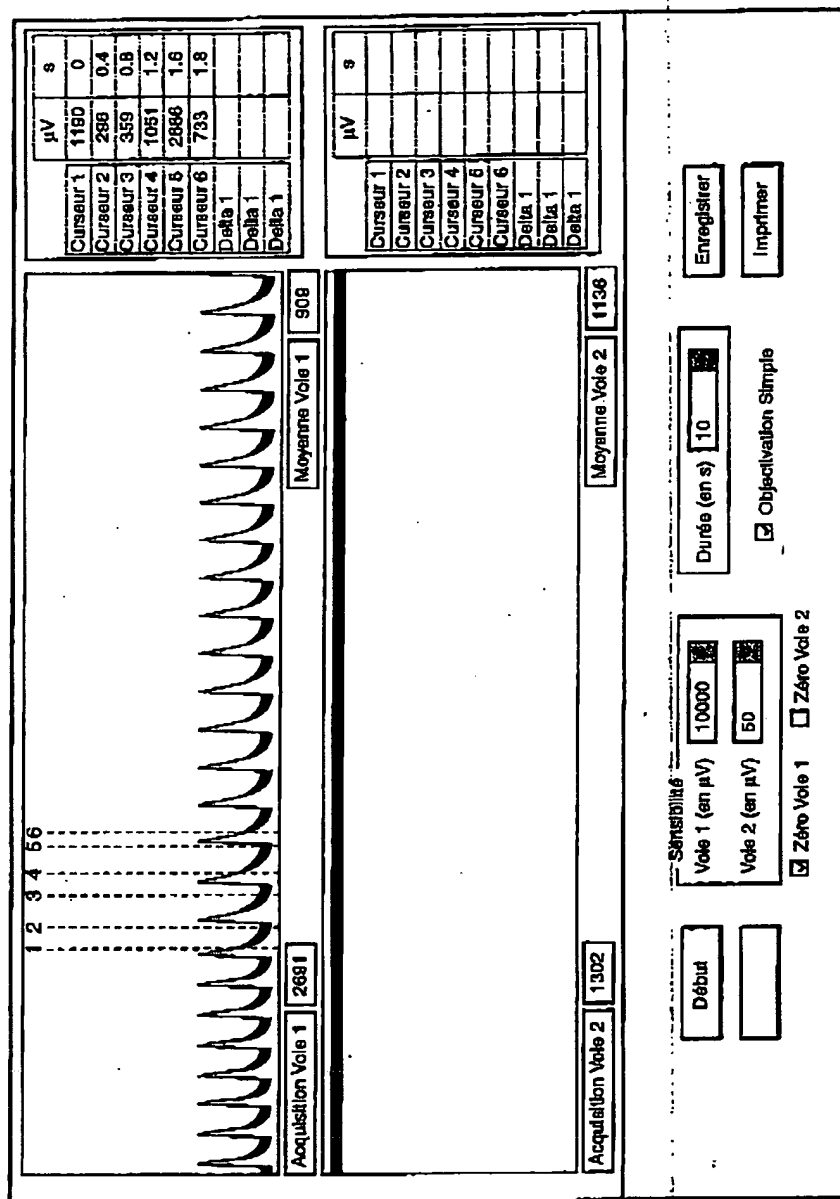 1 2 3 4 5 6
µV s
Curseur 1 1190 0
Curseur 2 298 0.4
Curseur 3 359 0.8
Curseur 4 1051 1.2
Curseur 5 2686 1.6
Curseur 6 733 1.8
Delta 1
Delta 1
Delta 1
Acquisition Voie 1 2691
Moyenne Voie 1 909
µV s
Curseur 1
Curseur 2
Curseur 3
Curseur 4
Curseur 5
Curseur 6
Delta 1
Delta 1
Delta 1
Acquisition Voie 2 1302
Moyenne Voie 2 1136
Début
Sensibilité
Voie 1 (en µV) 10000
Voie 2 (en µV) 50
Zéro Voie 1
Zéro Voie 2
Durée (en s) 10
Objectivation Simple
Enregistrer
Imprimer